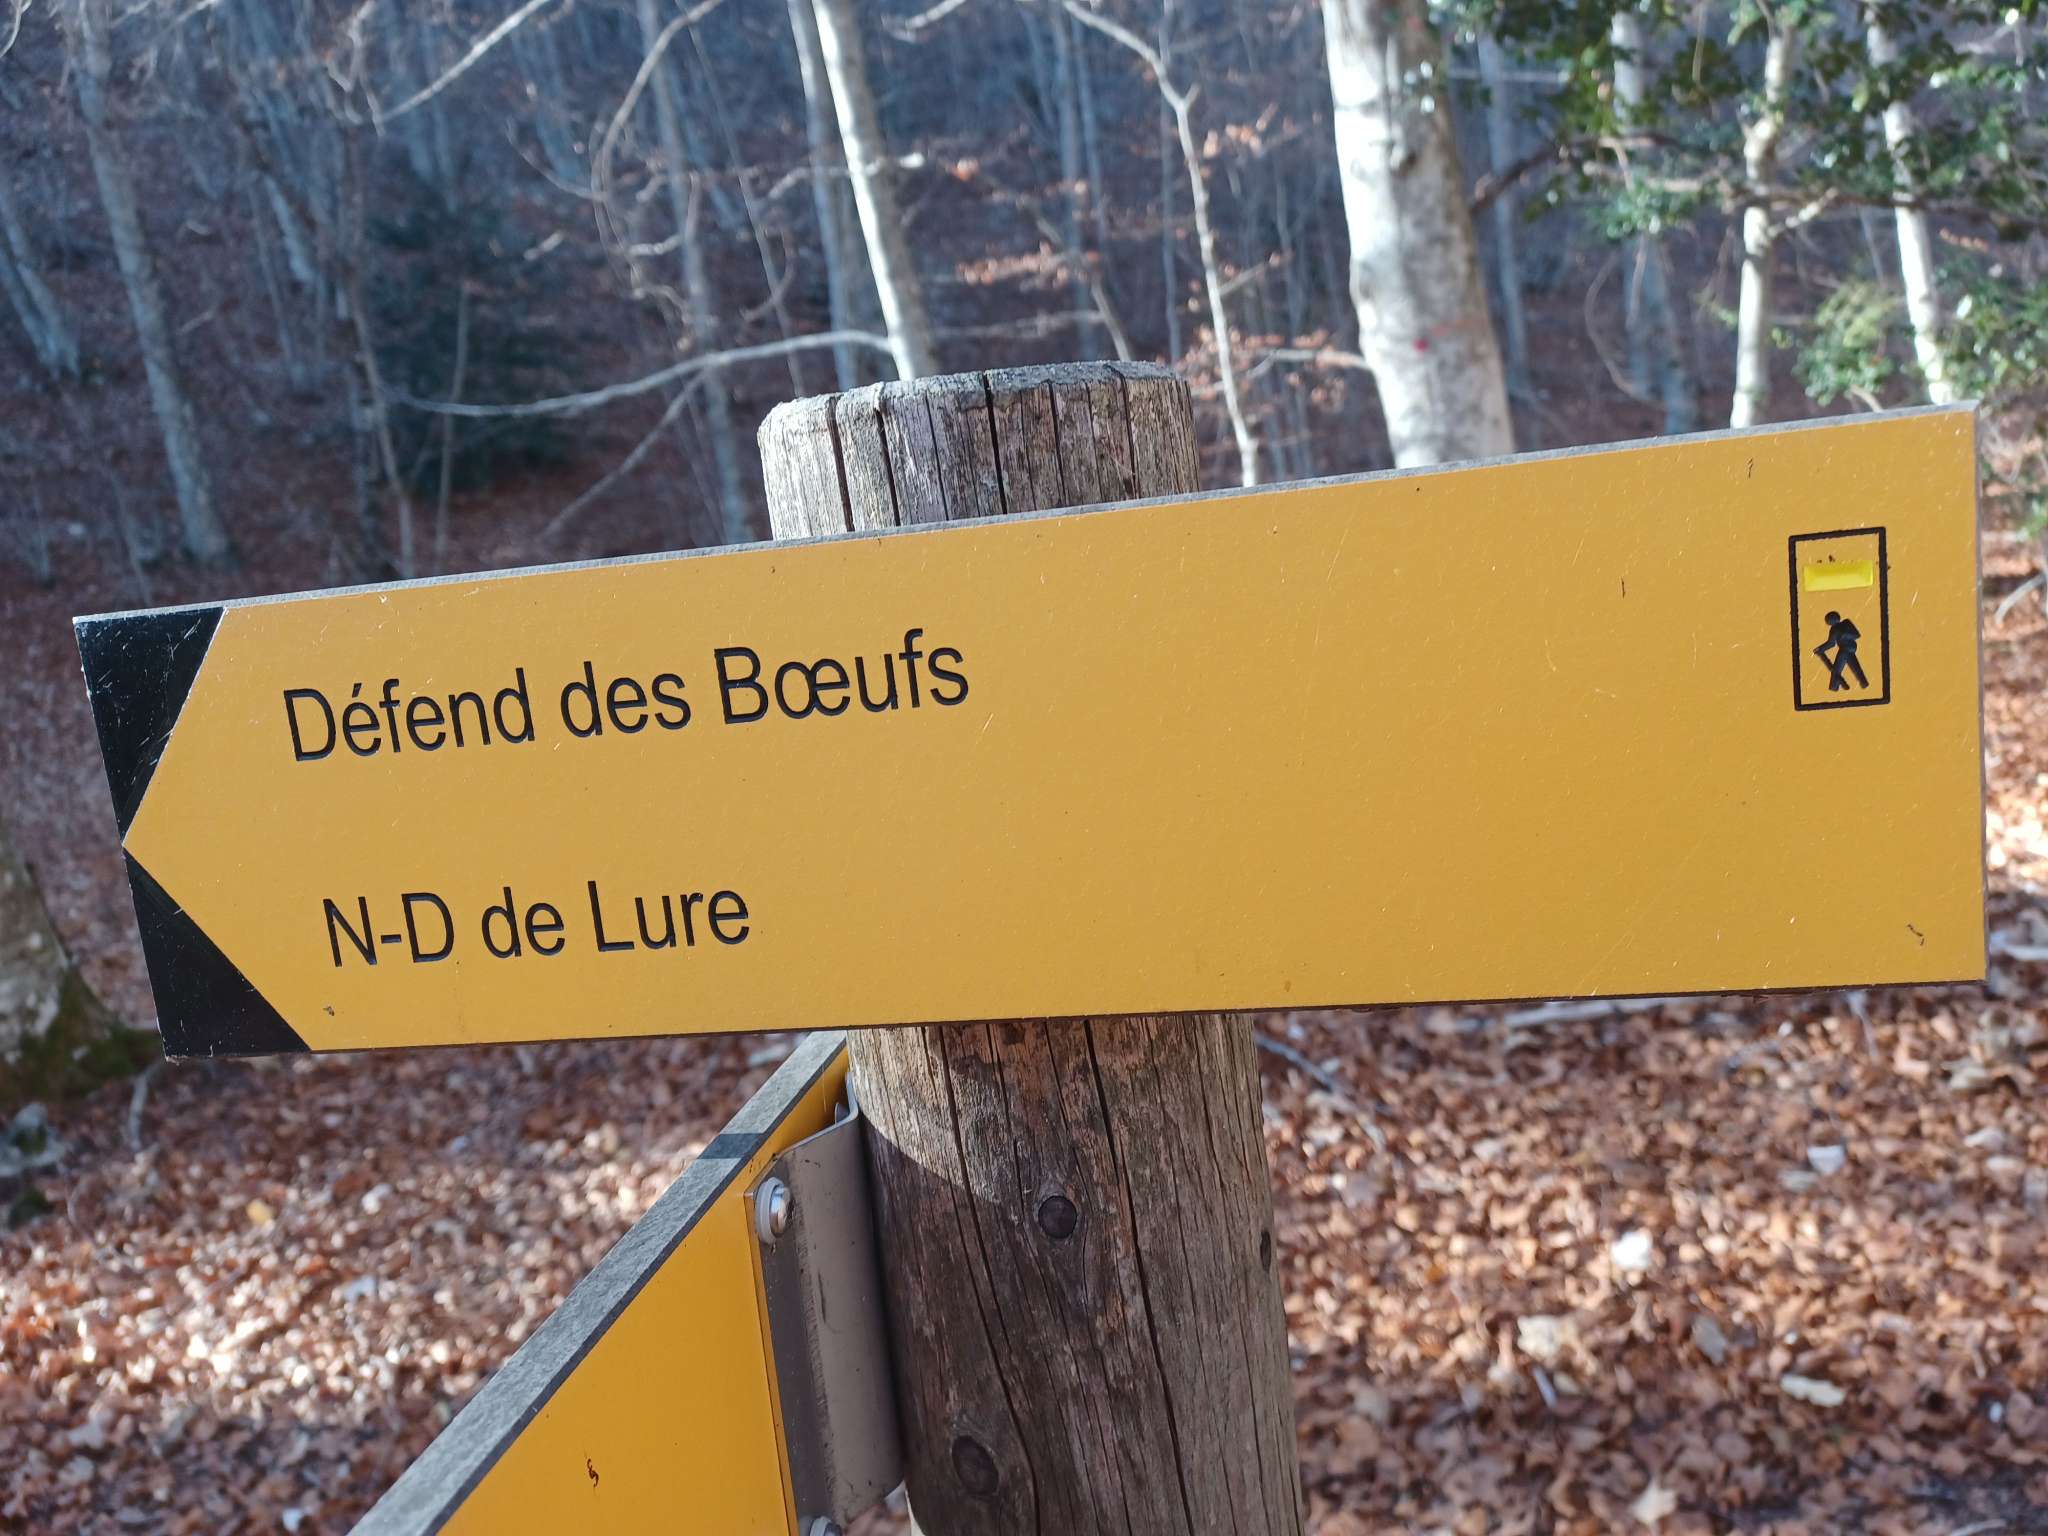 Défend des Bœufs
N-D de Lure